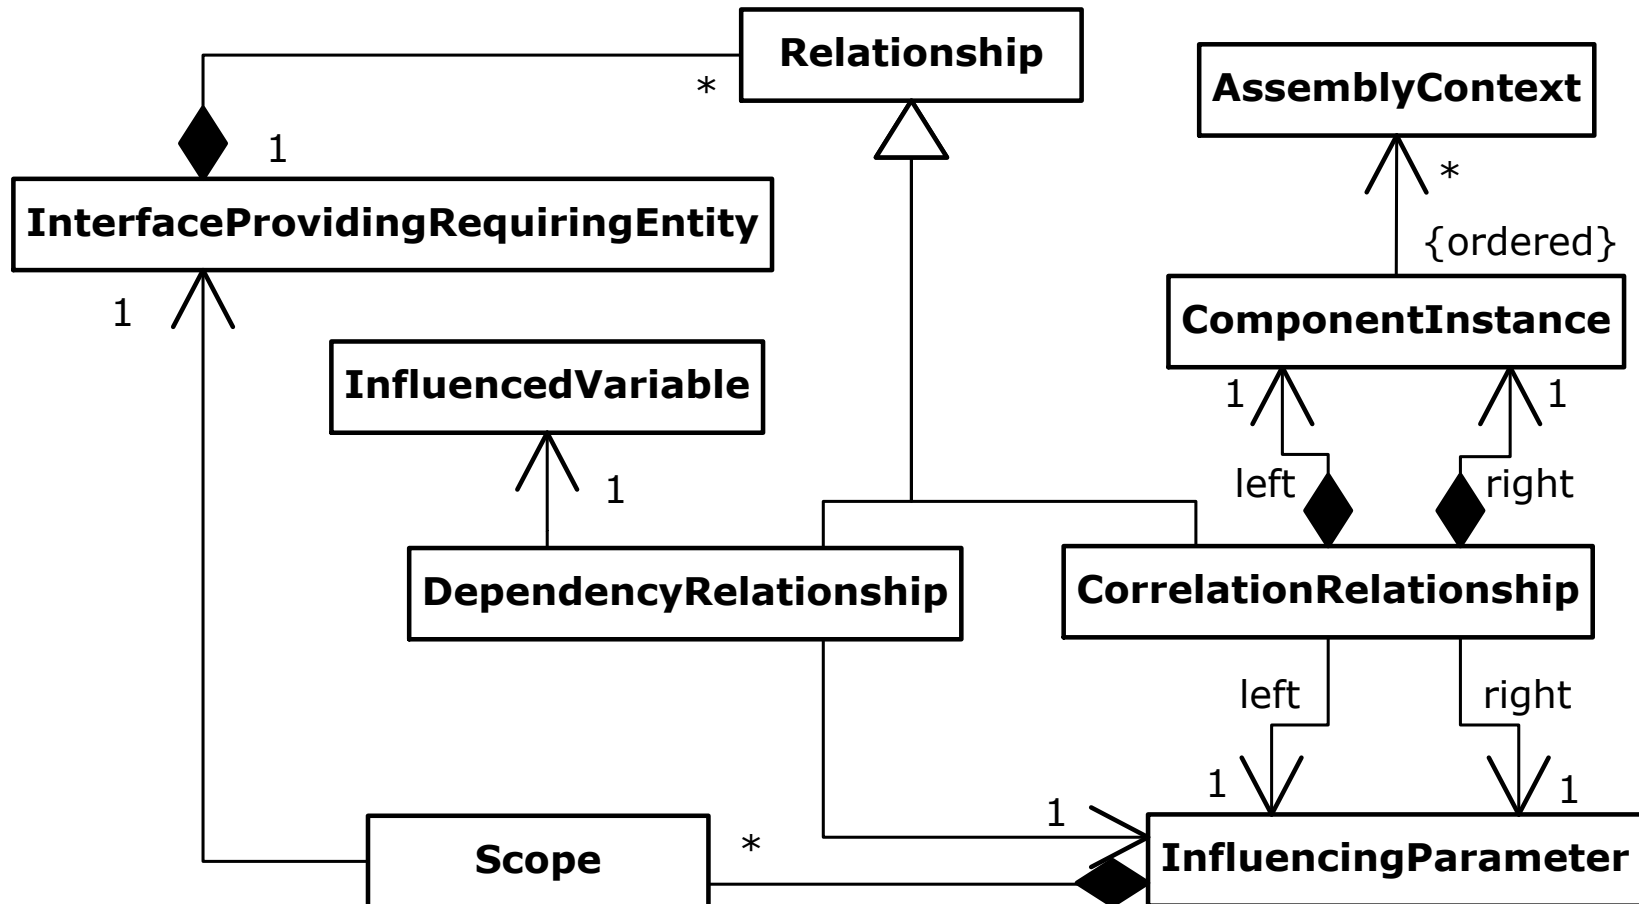 Relationship
AssemblyContext
*
1
*
InterfaceProvidingRequiringEntity
{ordered}
1
ComponentInstance
InfluencedVariable
1
1
1
left
right
DependencyRelationship
CorrelationRelationship
left
right
1
1
1
Scope
*
InfluencingParameter